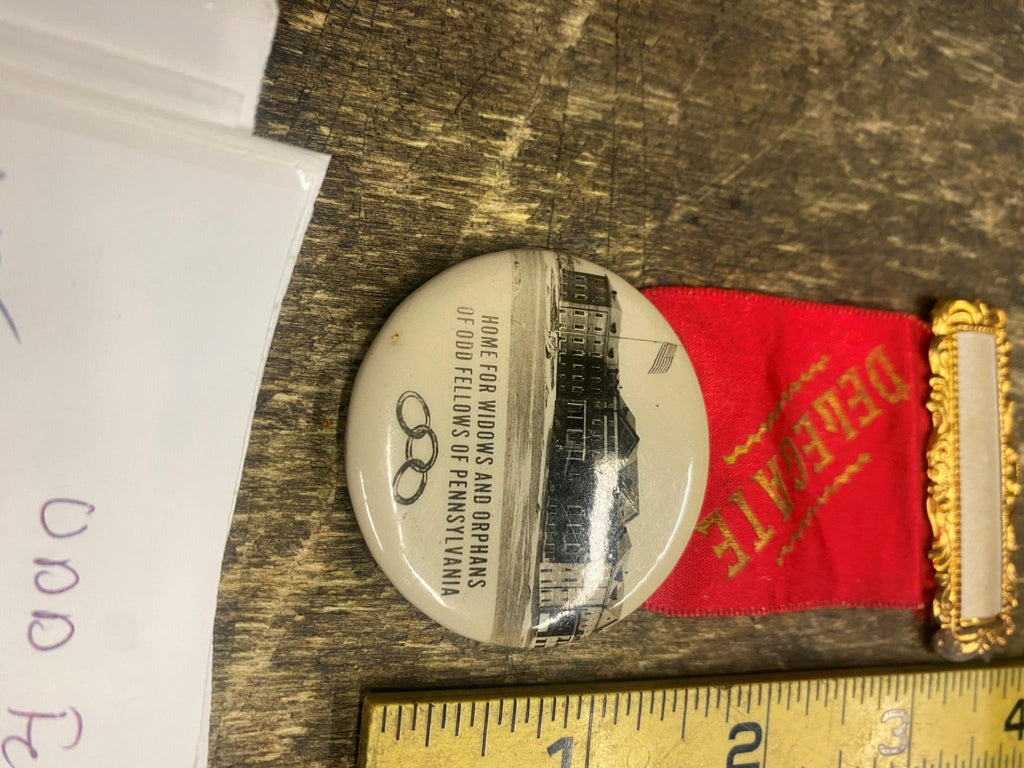 DELEGATE
HOME FOR WIDOWS AND ORPHANS
OF ODD FELLOWS OF PENNSYLVANIA
1 2 3 4